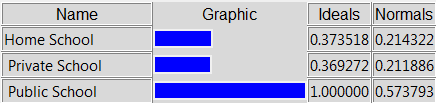 Name Graphic Ideals Normals
Home School 0.373518 0.214322
Private School 0.369272 0.211886
Public School 1.000000 0.573793